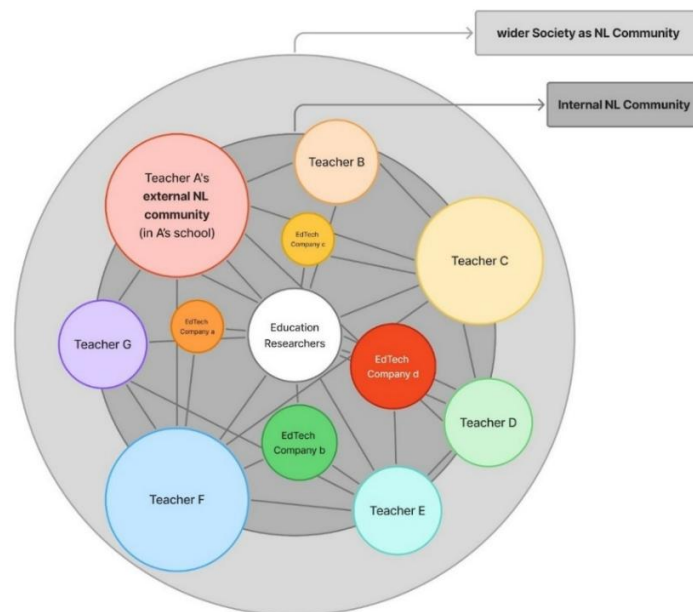 wider Society as NL Community
Internal NL Community
Teacher B
Teacher A's
external NL
community
(in A's school)
EdTech
Company c
Teacher C
EdTech
Company a
Education
Researchers
Teacher G
EdTech
Company d
Teacher D
EdTech
Company b
Teacher F
Teacher E